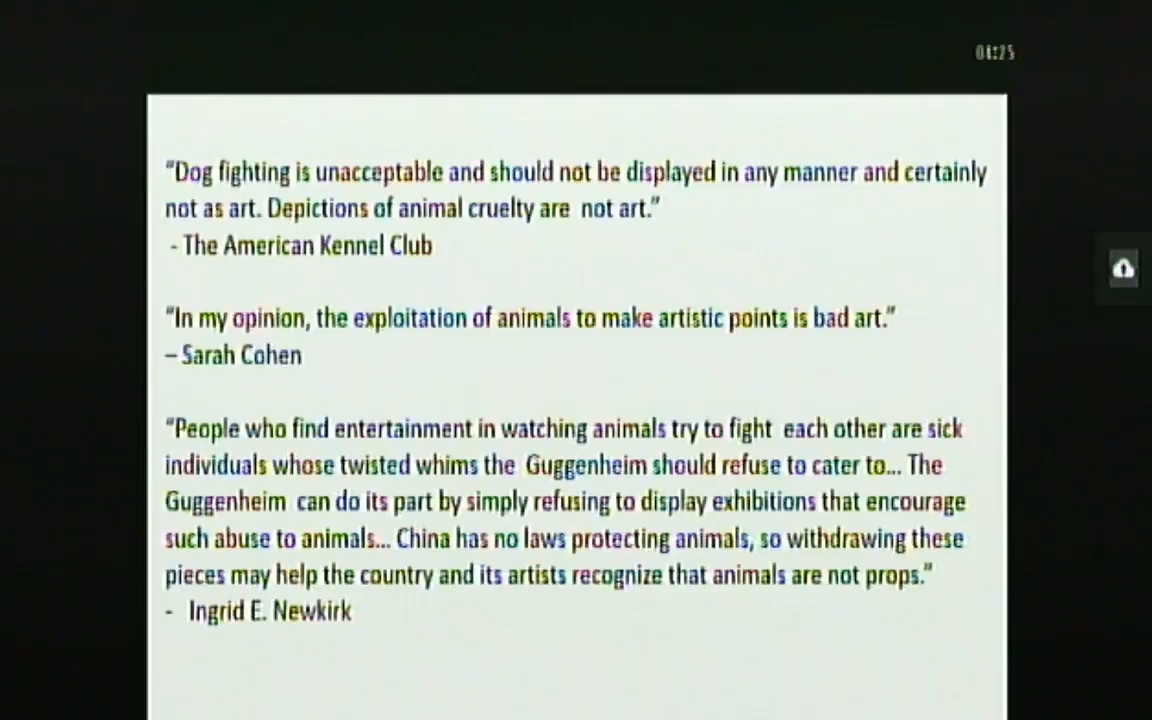 04:25
"Dog fighting is unacceptable and should not be displayed in any manner and certainly
not as art. Depictions of animal cruelty are not art."
- The American Kennel Club
"In my opinion, the exploitation of animals to make artistic points is bad art."
– Sarah Cohen
"People who find entertainment in watching animals try to fight each other are sick
individuals whose twisted whims the Guggenheim should refuse to cater to... The
Guggenheim can do its part by simply refusing to display exhibitions that encourage
such abuse to animals... China has no laws protecting animals, so withdrawing these
pieces may help the country and its artists recognize that animals are not props."
- Ingrid E. Newkirk